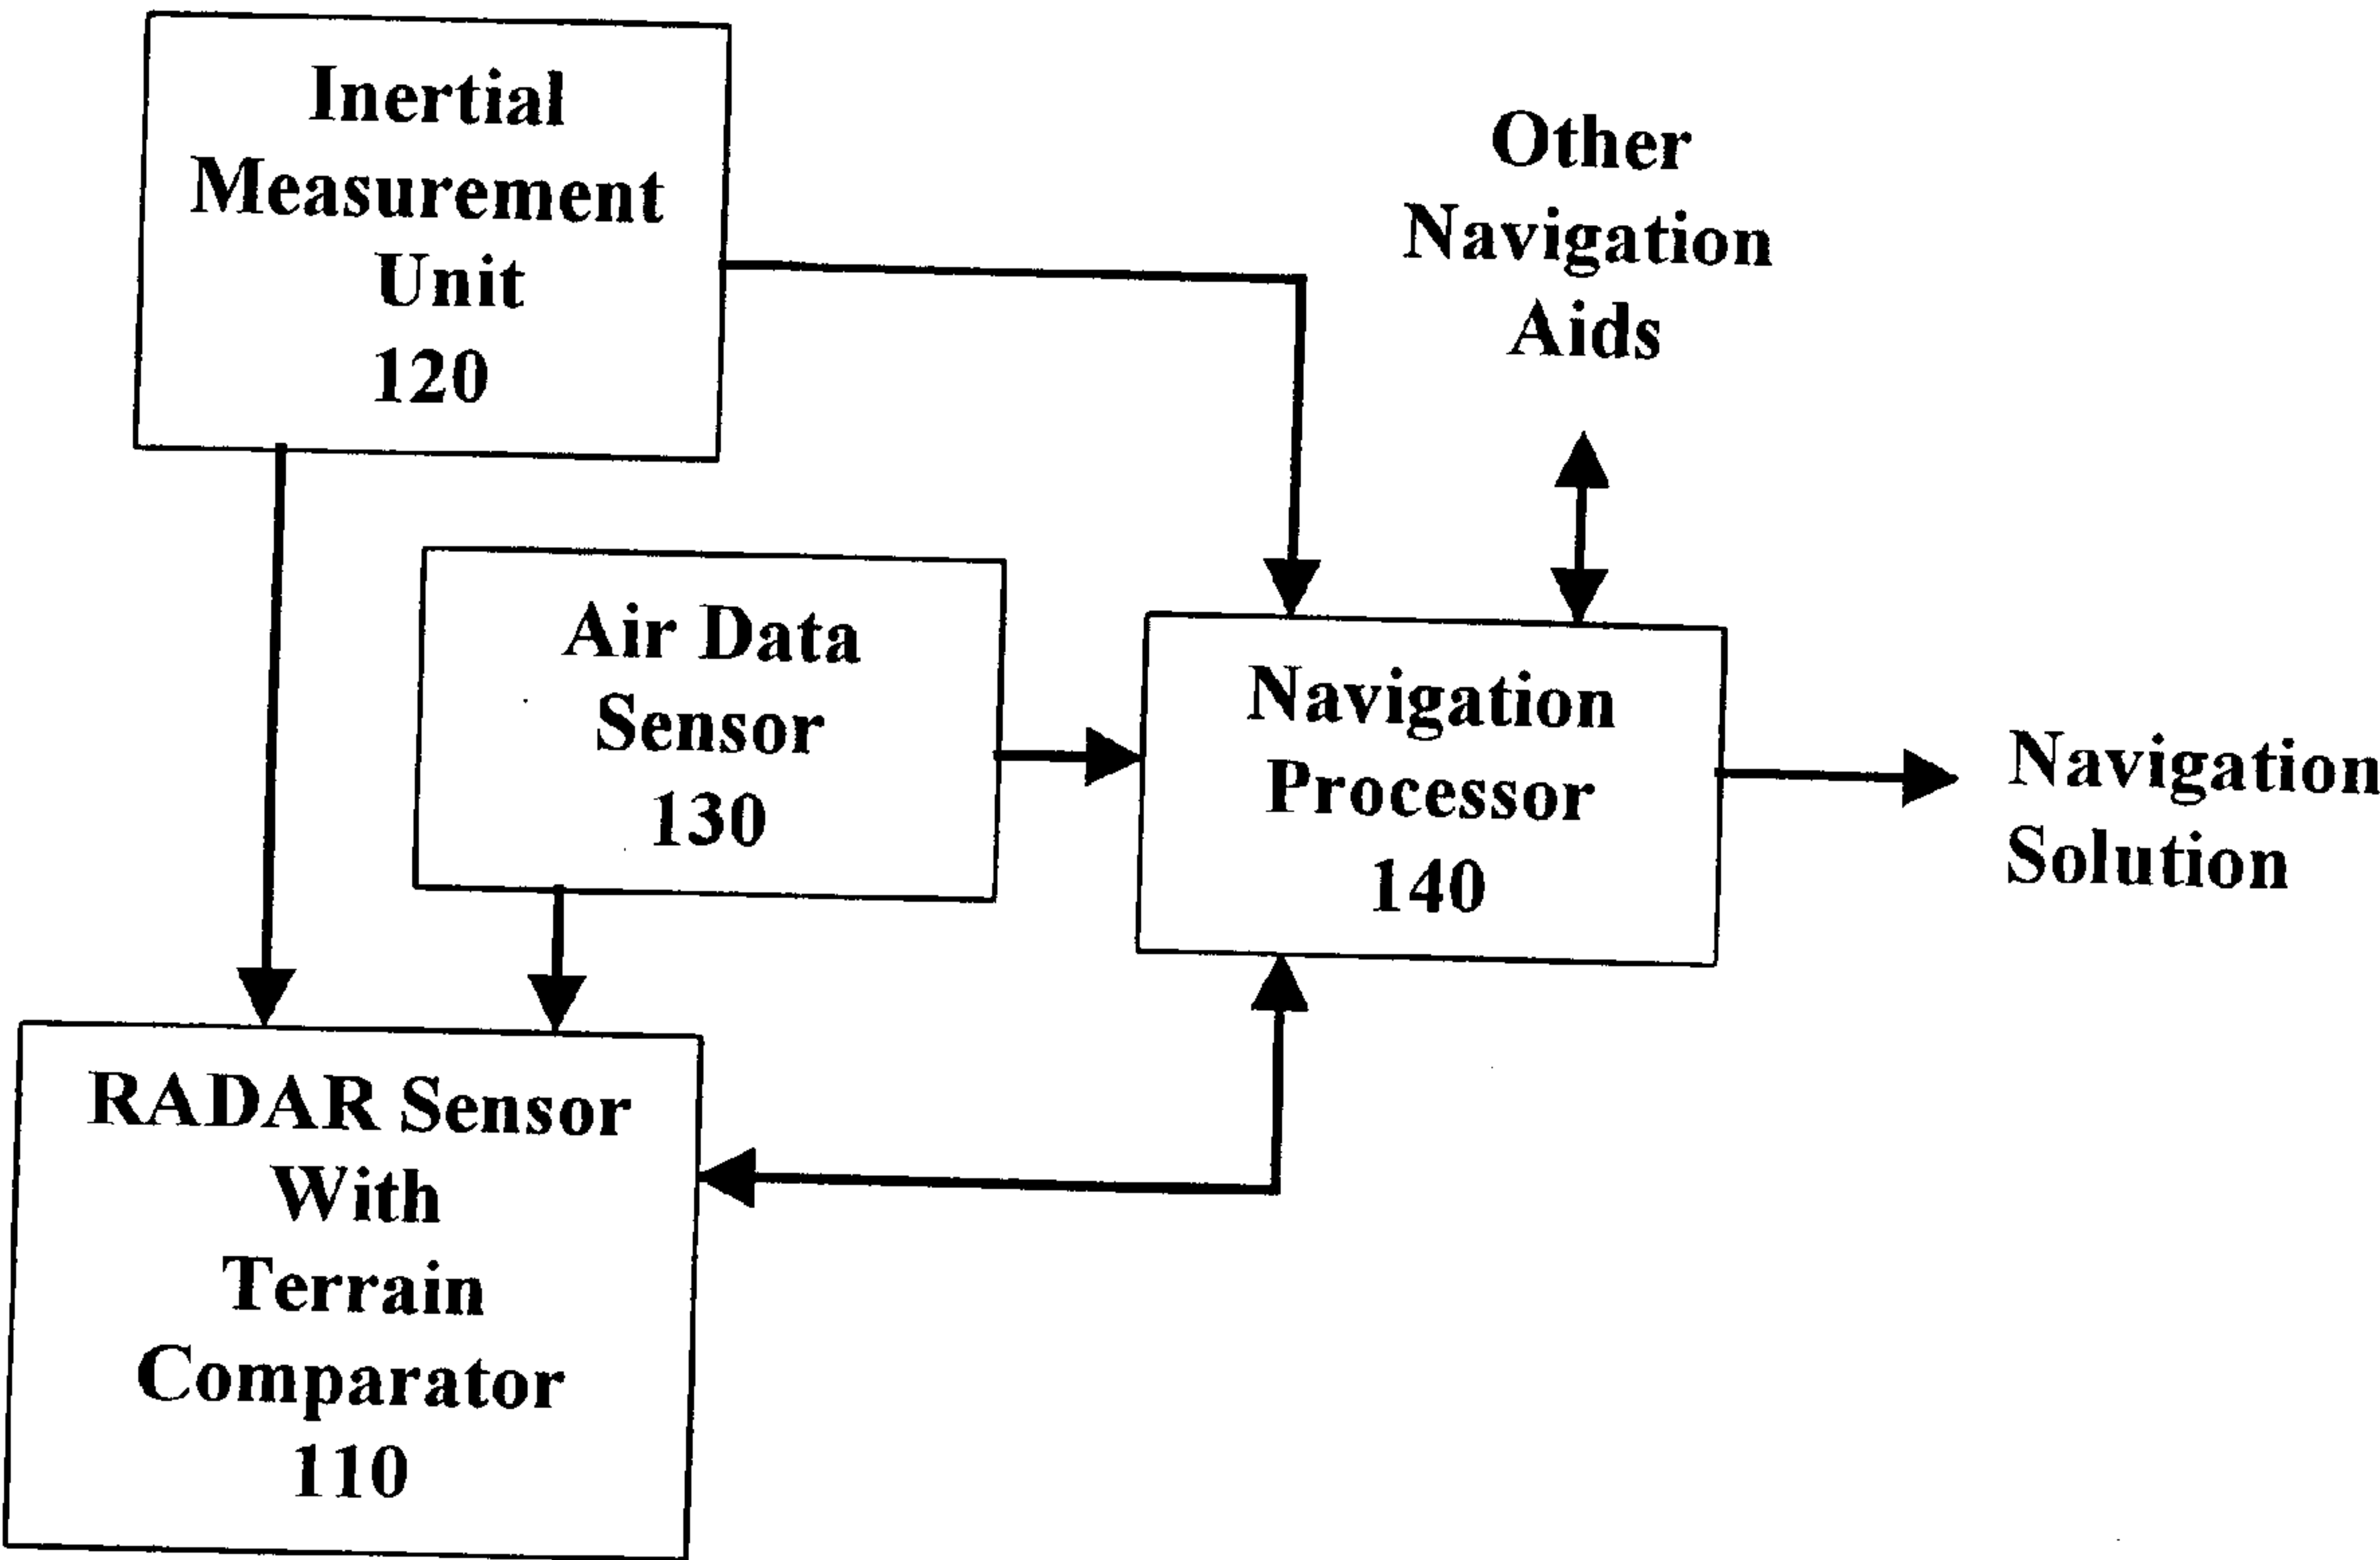 Inertial
Measurement
Unit
120
Other
Navigation
Aids
Air Data
Sensor
130
Navigation
Processor
140
Navigation
Solution
RADAR Sensor
With
Terrain
Comparator
110